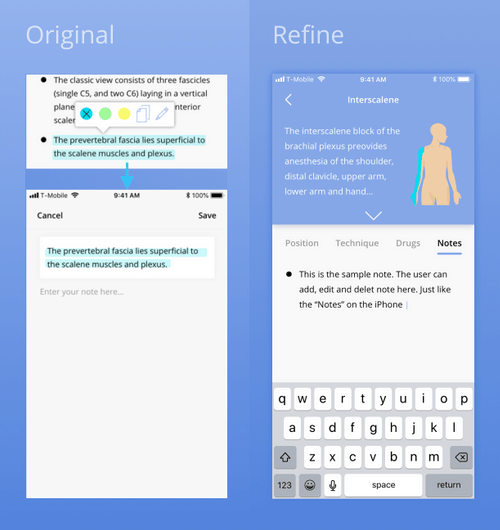 Original
The classic view consists of three fascicles
(single C5, and two C6) laying in a vertical
plane
nterior
scaler
The prevertebral fascia lies superficial to
the scalene muscles and plexus.
T-Mobile 9:41 AM 100%
Cancel Save
The prevertebral fascia lies superficial to
the scalene muscles and plexus.
Enter your note here...
Refine
T-Mobile 9:41 AM 100%
Interscalene
The interscalene block of the
brachial plexus preovides
anesthesia of the shoulder,
distal clavicle, upper arm,
lower arm and hand...
Position Technique Drugs Notes
This is the sample note. The user can
add, edit and delet note here. Just like
the “Notes” on the iPhone
q w e r t y u i o p
a s d f g h j k l
z x c v b n m
123 space return